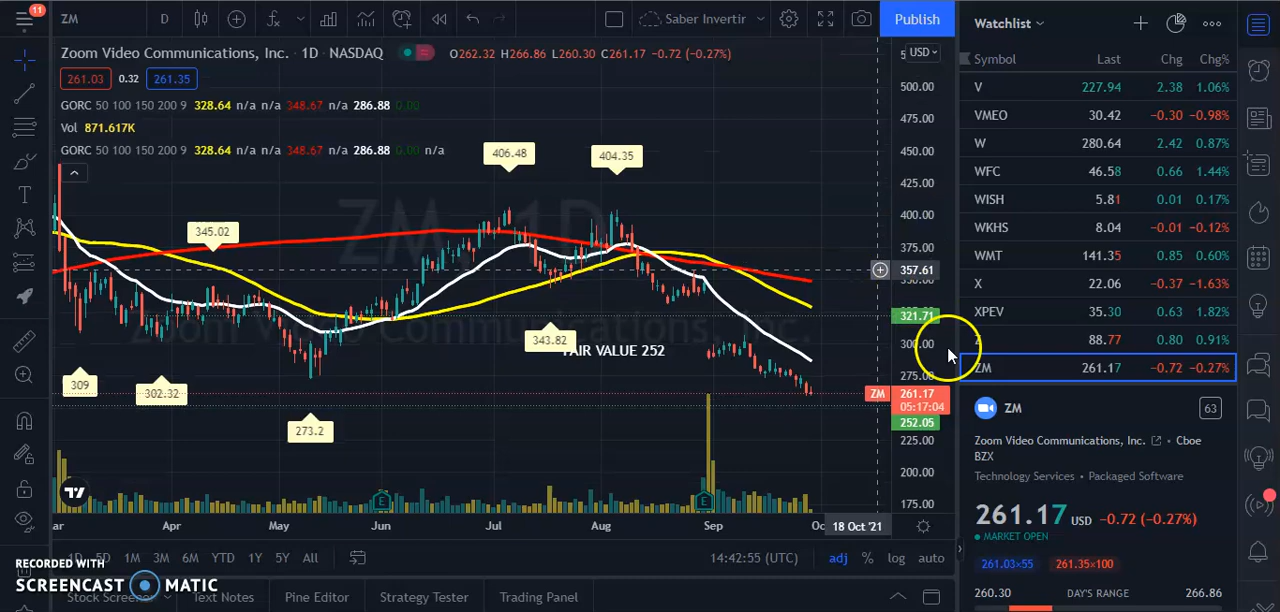 11
ZM
D
Saber Invertir
Publish
Zoom Video Communications, Inc. • 1D • NASDAQ
O262.32 H266.86 L260.30 C261.17 −0.72 (−0.27%)
USD
261.03 0.32 261.35
GORC 50 100 150 200 9 328.64 n/a n/a 348.67 n/a 286.88 0.00
Vol 871.617K
GORC 50 100 150 200 9 328.64 n/a n/a 348.67 n/a 286.88 0.00 n/a
ZM 1D
Zoom Video Communications, Inc.
406.48
404.35
345.02
343.82
FAIR VALUE 252
309
302.32
273.2
500.00
475.00
450.00
425.00
400.00
375.00
357.61
321.71
300.00
275.00
ZM 261.17
05:17:04
252.05
225.00
200.00
175.00
E
E
Apr May Jun Jul Aug Sep 18 Oct '21
1D 5D 1M 3M 6M YTD 1Y 5Y All
14:42:55 (UTC)
adj % log auto
RECORDED WITH
SCREENCAST MATIC
Stock Screener
Text Notes
Pine Editor
Strategy Tester
Trading Panel
Watchlist
Symbol Last Chg Chg%
V 227.94 2.38 1.06%
VMEO 30.42 −0.30 −0.98%
W 280.64 2.42 0.87%
WFC 46.58 0.66 1.44%
WISH 5.81 0.01 0.17%
WKHS 8.04 −0.01 −0.12%
WMT 141.35 0.85 0.60%
X 22.06 −0.37 −1.63%
XPEV 35.30 0.63 1.82%
Z 88.77 0.80 0.91%
ZM 261.17 −0.72 −0.27%
ZM
63
Zoom Video Communications, Inc. • Cboe
BZX
Technology Services • Packaged Software
261.17 USD −0.72 (−0.27%)
MARKET OPEN
261.03×55 261.35×100
260.30 DAY'S RANGE 266.86